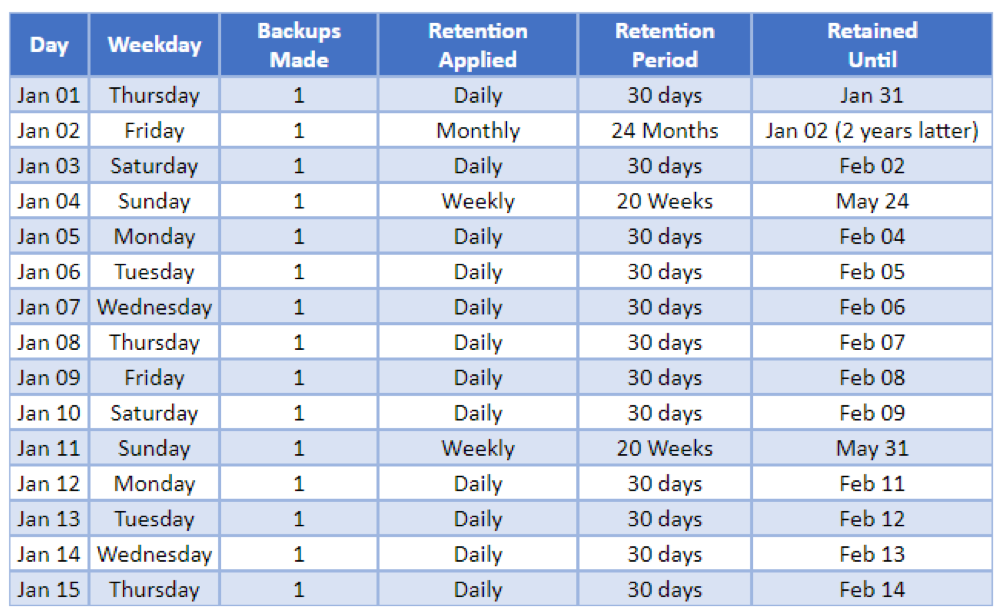 Day Weekday Backups Made Retention Applied Retention Period Retained Until
Jan 01 Thursday 1 Daily 30 days Jan 31
Jan 02 Friday 1 Monthly 24 Months Jan 02 (2 years latter)
Jan 03 Saturday 1 Daily 30 days Feb 02
Jan 04 Sunday 1 Weekly 20 Weeks May 24
Jan 05 Monday 1 Daily 30 days Feb 04
Jan 06 Tuesday 1 Daily 30 days Feb 05
Jan 07 Wednesday 1 Daily 30 days Feb 06
Jan 08 Thursday 1 Daily 30 days Feb 07
Jan 09 Friday 1 Daily 30 days Feb 08
Jan 10 Saturday 1 Daily 30 days Feb 09
Jan 11 Sunday 1 Weekly 20 Weeks May 31
Jan 12 Monday 1 Daily 30 days Feb 11
Jan 13 Tuesday 1 Daily 30 days Feb 12
Jan 14 Wednesday 1 Daily 30 days Feb 13
Jan 15 Thursday 1 Daily 30 days Feb 14